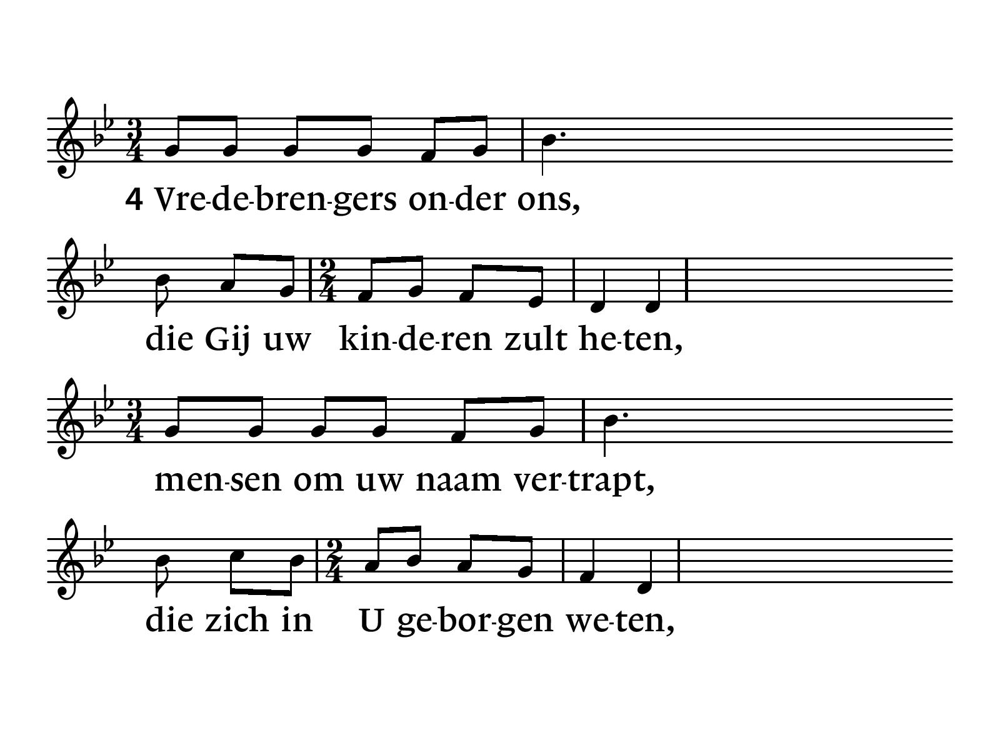 4 Vre-de-bren-gers on-der ons,
die Gij uw kin-de-ren zult he-ten,
men-sen om uw naam ver-trapt,
die zich in U ge-bor-gen we-ten,